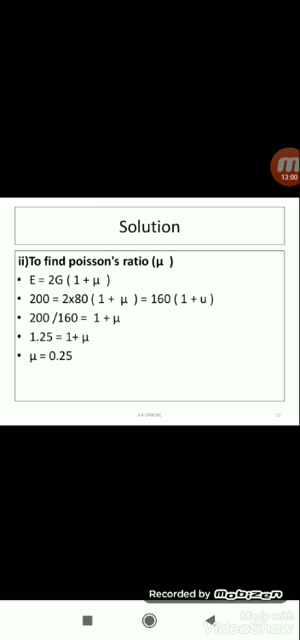 13:00
Solution
ii)To find poisson's ratio (μ )
• E = 2G ( 1 + μ )
• 200 = 2x80 ( 1 + μ ) = 160 ( 1 + u )
• 200 /160 = 1 + μ
• 1.25 = 1+ μ
• μ = 0.25
11
Recorded by mobizen
Made with
VideoShow